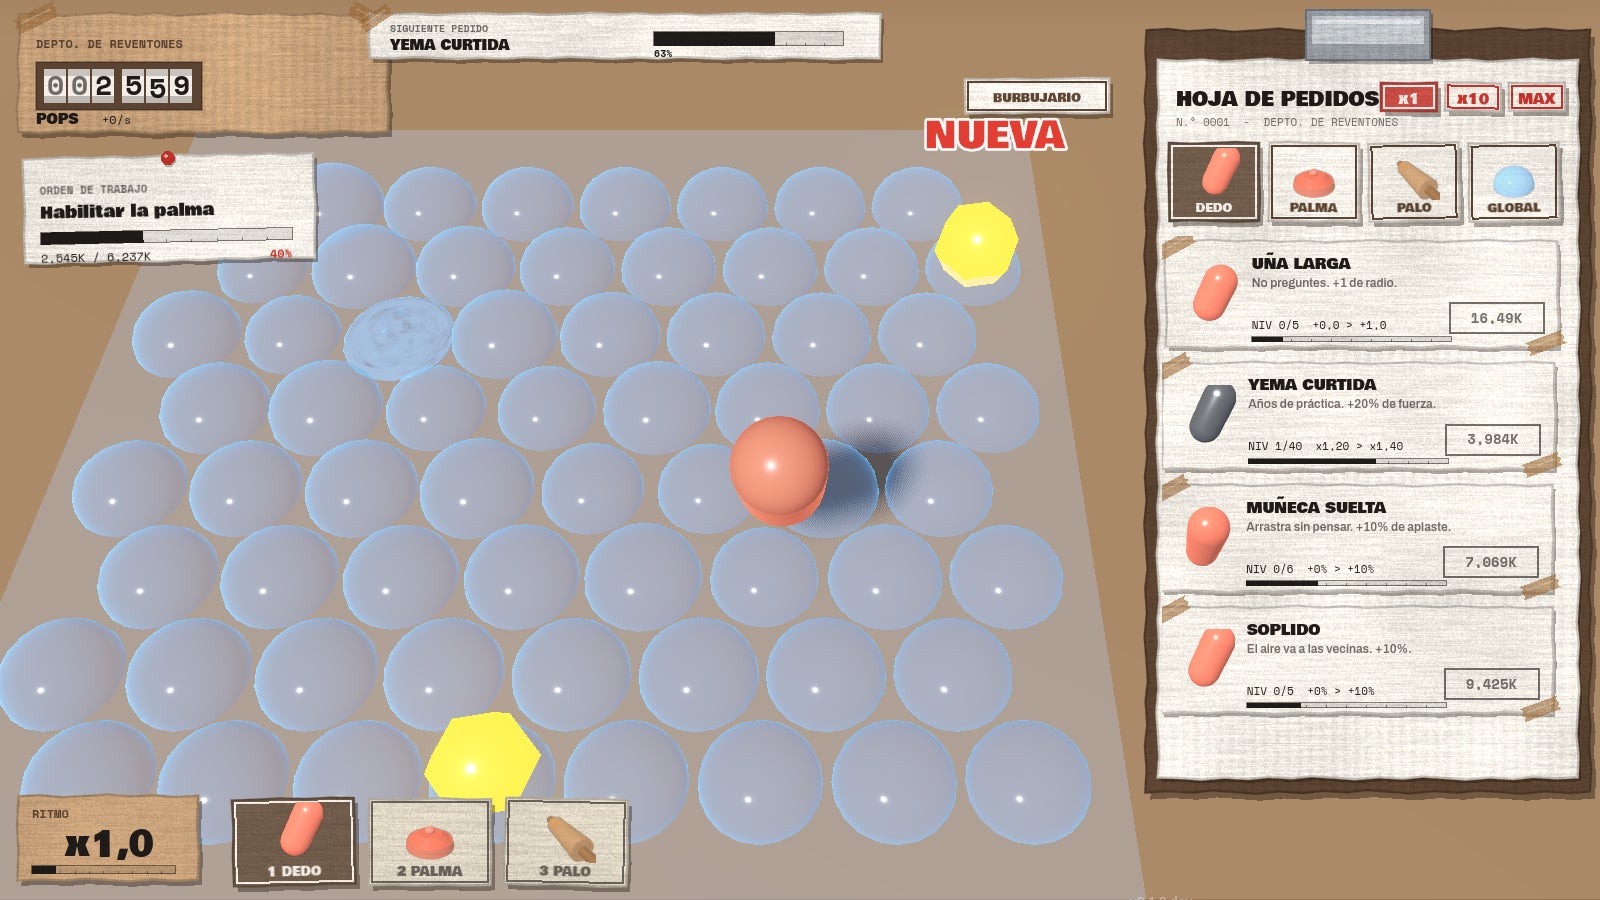 DEPTO. DE REVENTONES
002559
POPS +0/s
SIGUIENTE PEDIDO
YEMA CURTIDA
63%
BURBUJARIO
NUEVA
ORDEN DE TRABAJO
Habilitar la palma
2,545K / 6,237K 40%
HOJA DE PEDIDOS x1 x10 MAX
N.° 0001 - DEPTO. DE REVENTONES
DEDO PALMA PALO GLOBAL
UÑA LARGA
No preguntes. +1 de radio.
NIV 0/5 +0,0 > +1,0
16,49K
YEMA CURTIDA
Años de práctica. +20% de fuerza.
NIV 1/40 x1,20 > x1,40
3,984K
MUÑECA SUELTA
Arrastra sin pensar. +10% de aplaste.
NIV 0/6 +0% > +10%
7,069K
SOPLIDO
El aire va a las vecinas. +10%.
NIV 0/5 +0% > +10%
9,425K
RITMO
x1,0
1 DEDO 2 PALMA 3 PALO